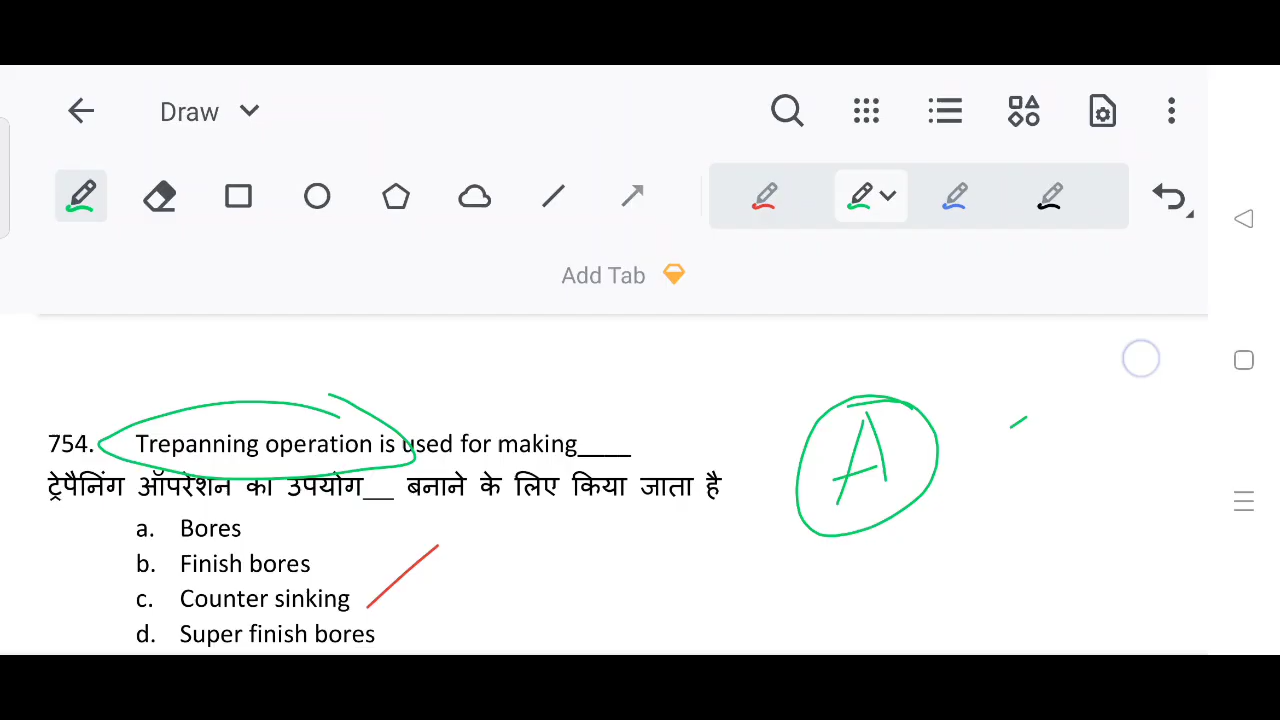 Draw
Add Tab
A
754. Trepanning operation is used for making____
ट्रेपैनिंग ऑपरेशन का उपयोग__ बनाने के लिए किया जाता है
a. Bores
b. Finish bores
c. Counter sinking
d. Super finish bores